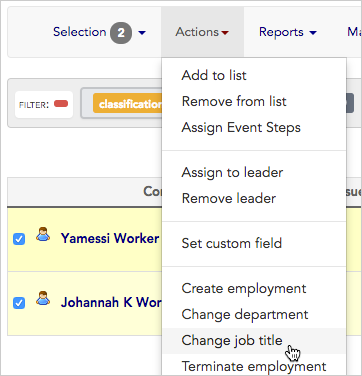 Selection 2 Actions Reports Ma
FILTER: classification
Add to list
Remove from list
Assign Event Steps
Assign to leader
Remove leader
Co sue
Set custom field
Yamessi Worker
Create employment
Change department
Johannah K Wor
Change job title
Terminate employment